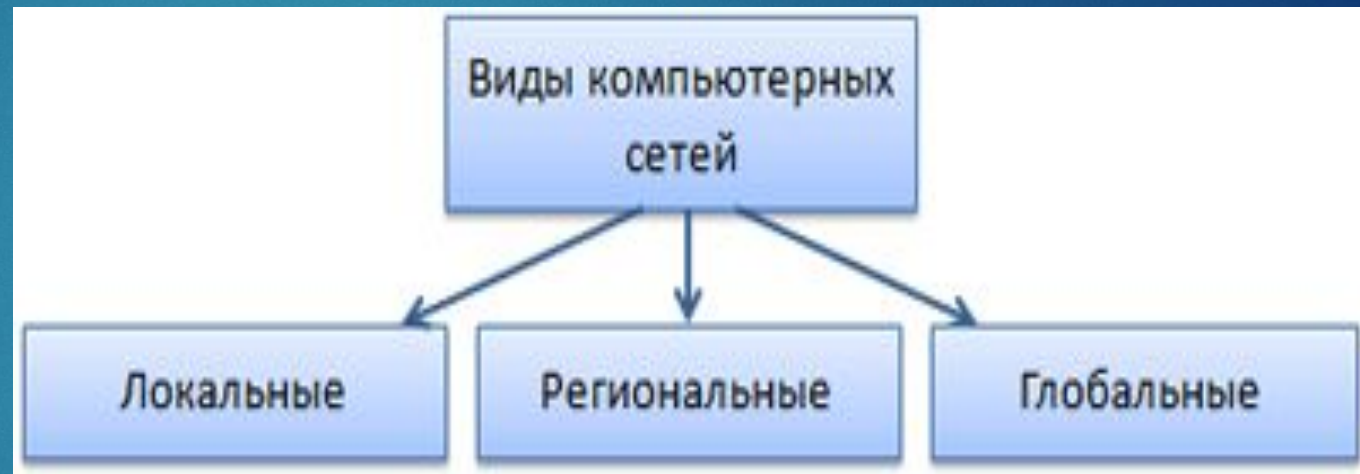 Виды компьютерных
сетей
Локальные
Региональные
Глобальные